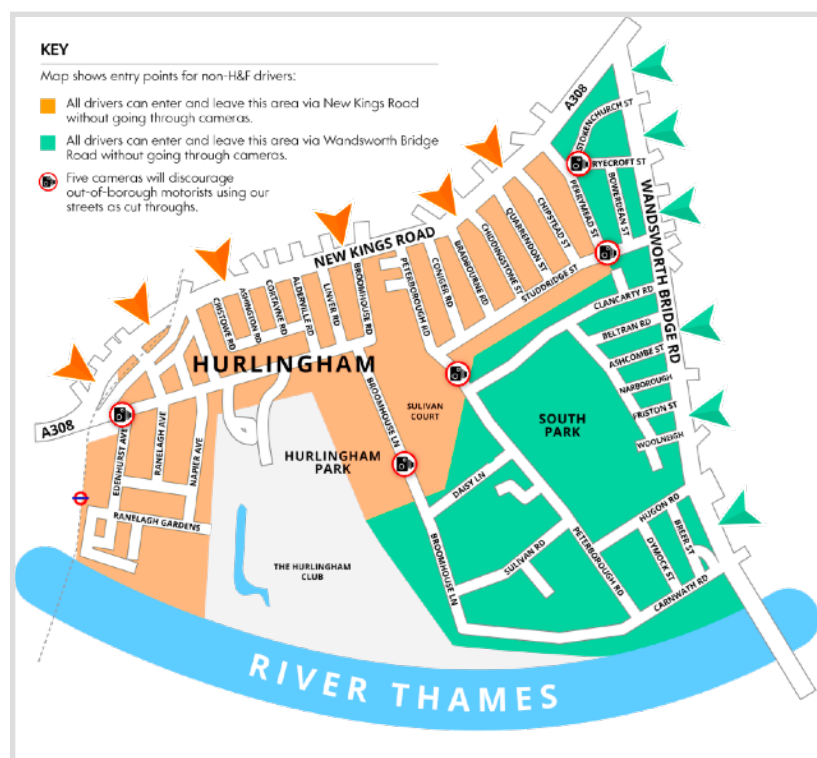 KEY
Map shows entry points for non-H&F drivers:
All drivers can enter and leave this area via New Kings Road
without going through cameras.
All drivers can enter and leave this area via Wandsworth Bridge
Road without going through cameras.
Five cameras will discourage
out-of-borough motorists using our
streets as cut throughs.
A308
STOKENCHURCH ST
RYECROFT ST
BOWERDEAN ST
PERRYMEAD ST
WANDSWORTH BRIDGE RD
CHIPSTEAD ST
QUARRENDON ST
CHIDDINGSTONE ST
BRADBOURNE RD
CONIGER RD
PETERBOROUGH RD
STUDDRIDGE ST
NEW KINGS ROAD
BROOMHOUSE RD
LINVER RD
ALDERVILLE RD
CORTAYNE RD
ASHINGTON RD
CHISTOWE RD
CLANCARTY RD
BELTRAN RD
ASHCOMBE ST
NARBOROUGH
FRISTON ST
WOOLNEIGH
HURLINGHAM
BROOMHOUSE LN
SULIVAN
COURT
SOUTH
PARK
A308
EDENHURST AVE
RANELAGH AVE
NAPIER AVE
HURLINGHAM
PARK
DAISY LN
RANELAGH GARDENS
HUGON RD
BREER ST
DYMOCK ST
SULIVAN RD
PETERBOROUGH RD
BROOMHOUSE LN
CARNWATH RD
THE HURLINGHAM
CLUB
RIVER THAMES